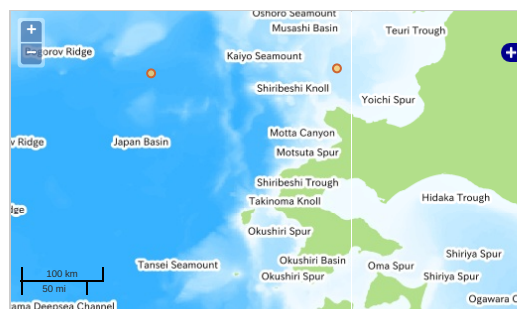 Oshoro Seamount
Musashi Basin
Teuri Trough
+
−
Bogorov Ridge
Kaiyo Seamount
+
Shiribeshi Knoll
Yoichi Spur
v Ridge
Japan Basin
Motta Canyon
Motsuta Spur
Shiribeshi Trough
Takinoma Knoll
Hidaka Trough
dge
Okushiri Spur
Tansei Seamount
Okushiri Basin
Oma Spur
Shiriya Spur
100 km
50 mi
Okushiri Spur
Shiriya Spur
Ogawara C
ama Deepsea Channel